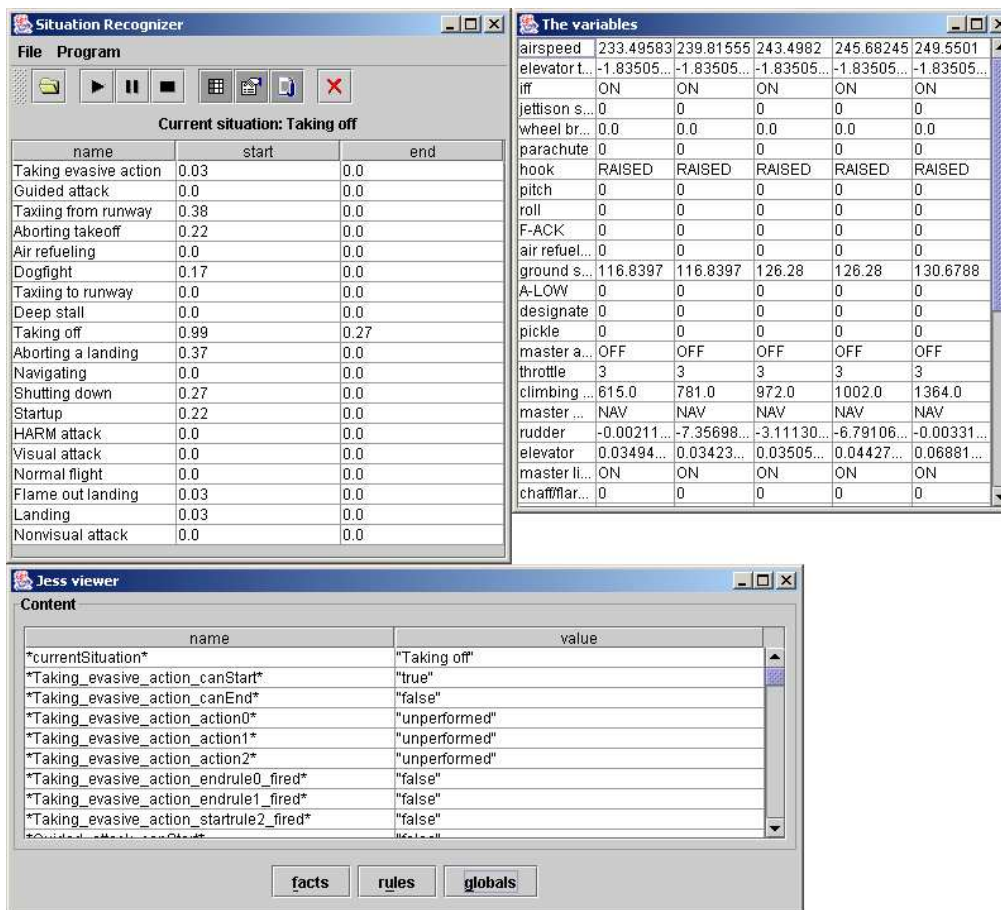 Situation Recognizer
File Program
Current situation: Taking off
name start end
Taking evasive action 0.03 0.0
Guided attack 0.0 0.0
Taxiing from runway 0.38 0.0
Aborting takeoff 0.22 0.0
Air refueling 0.0 0.0
Dogfight 0.17 0.0
Taxiing to runway 0.0 0.0
Deep stall 0.0 0.0
Taking off 0.99 0.27
Aborting a landing 0.37 0.0
Navigating 0.0 0.0
Shutting down 0.27 0.0
Startup 0.22 0.0
HARM attack 0.0 0.0
Visual attack 0.0 0.0
Normal flight 0.0 0.0
Flame out landing 0.03 0.0
Landing 0.03 0.0
Nonvisual attack 0.0 0.0
The variables
airspeed 233.49583 239.81555 243.4982 245.68245 249.5501
elevator t... -1.83505... -1.83505... -1.83505... -1.83505... -1.83505...
iff ON ON ON ON ON
jettison s... 0 0 0 0 0
wheel br... 0.0 0.0 0.0 0.0 0.0
parachute 0 0 0 0 0
hook RAISED RAISED RAISED RAISED RAISED
pitch 0 0 0 0 0
roll 0 0 0 0 0
F-ACK 0 0 0 0 0
air refuel... 0 0 0 0 0
ground s... 116.8397 116.8397 126.28 126.28 130.6788
A-LOW 0 0 0 0 0
designate 0 0 0 0 0
pickle 0 0 0 0 0
master a... OFF OFF OFF OFF OFF
throttle 3 3 3 3 3
climbing ... 615.0 781.0 972.0 1002.0 1364.0
master ... NAV NAV NAV NAV NAV
rudder -0.00211... -7.35698... -3.11130... -6.79106... -0.00331...
elevator 0.03494... 0.03423... 0.03505... 0.04427... 0.06881...
master li... ON ON ON ON ON
chaff/flar... 0 0 0 0 0
Jess viewer
Content
name value
*currentSituation* "Taking off"
*Taking_evasive_action_canStart* "true"
*Taking_evasive_action_canEnd* "false"
*Taking_evasive_action_action0* "unperformed"
*Taking_evasive_action_action1* "unperformed"
*Taking_evasive_action_action2* "unperformed"
*Taking_evasive_action_endrule0_fired* "false"
*Taking_evasive_action_endrule1_fired* "false"
*Taking_evasive_action_startrule2_fired* "false"
facts rules globals